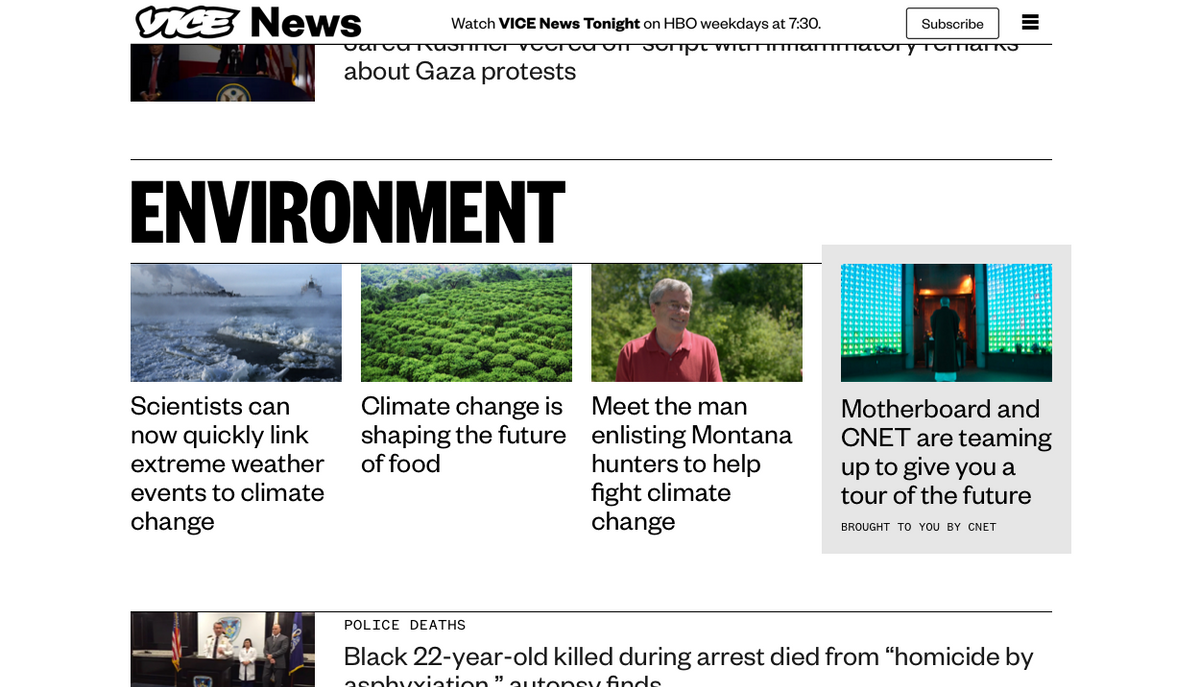 VICE News
Watch VICE News Tonight on HBO weekdays at 7:30.
Subscribe
Jared Kushner veered off script with inflammatory remarks
about Gaza protests
ENVIRONMENT
Scientists can
now quickly link
extreme weather
events to climate
change
Climate change is
shaping the future
of food
Meet the man
enlisting Montana
hunters to help
fight climate
change
Motherboard and
CNET are teaming
up to give you a
tour of the future
BROUGHT TO YOU BY CNET
POLICE DEATHS
Black 22-year-old killed during arrest died from “homicide by
asphyxiation,” autopsy finds